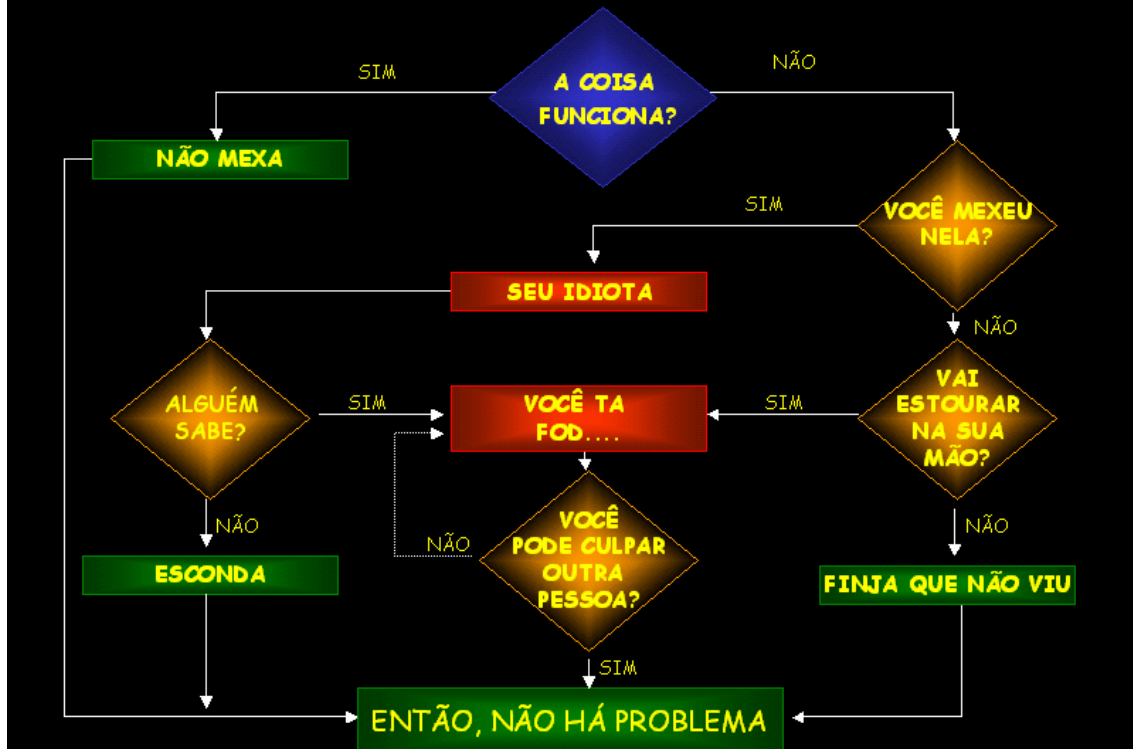 A COISA
FUNCIONA?
SIM
NÃO
NÃO MEXA
VOCÊ MEXEU
NELA?
SIM
SEU IDIOTA
NÃO
ALGUÉM
SABE?
SIM
VOCÊ TA
FOD....
SIM
VAI
ESTOURAR
NA SUA
MÃO?
NÃO
ESCONDA
NÃO
VOCÊ
PODE CULPAR
OUTRA
PESSOA?
NÃO
FINJA QUE NÃO VIU
SIM
ENTÃO, NÃO HÁ PROBLEMA